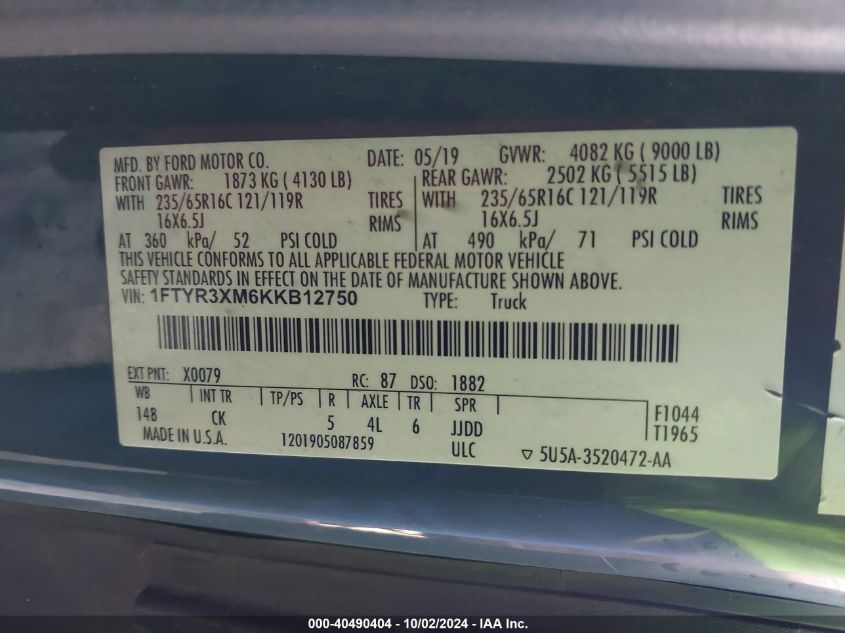 MFD. BY FORD MOTOR CO. DATE: 05/19 GVWR: 4082 KG ( 9000 LB)
FRONT GAWR: 1873 KG ( 4130 LB) REAR GAWR: 2502 KG ( 5515 LB)
WITH 235/65R16C 121/119R TIRES WITH 235/65R16C 121/119R TIRES
16X6.5J RIMS 16X6.5J RIMS
AT 360 kPa/ 52 PSI COLD AT 490 kPa/ 71 PSI COLD
THIS VEHICLE CONFORMS TO ALL APPLICABLE FEDERAL MOTOR VEHICLE
SAFETY STANDARDS IN EFFECT ON THE DATE OF MANUFACTURE SHOWN ABOVE.
VIN: 1FTYR3XM6KKB12750 TYPE: Truck
EXT PNT: X0079 RC: 87 DSO: 1882
WB INT TR TP/PS R AXLE TR SPR F1044
148 CK 5 4L 6 JJDD T1965
MADE IN U.S.A. 1201905087859 ULC ▽ 5U5A-3520472-AA
000-40490404 - 10/02/2024 - IAA Inc.